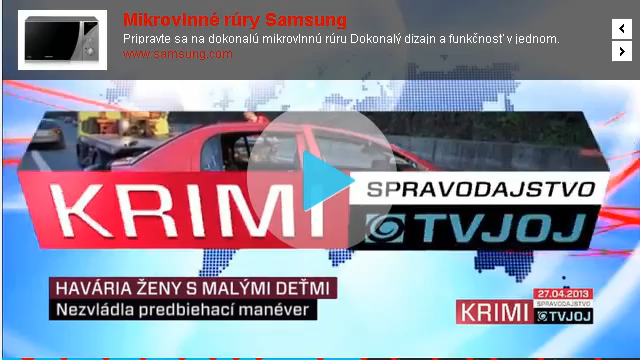 Mikrovlnné rúry Samsung
Pripravte sa na dokonalú mikrovlnnú rúru Dokonalý dizajn a funkčnosť v jednom.
www.samsung.com
KRIMI
SPRAVODAJSTVO
TVJOJ
HAVÁRIA ŽENY S MALÝMI DEŤMI
Nezvládla predbiehací manéver
27.04.2013
KRIMI
SPRAVODAJSTVO
TVJOJ